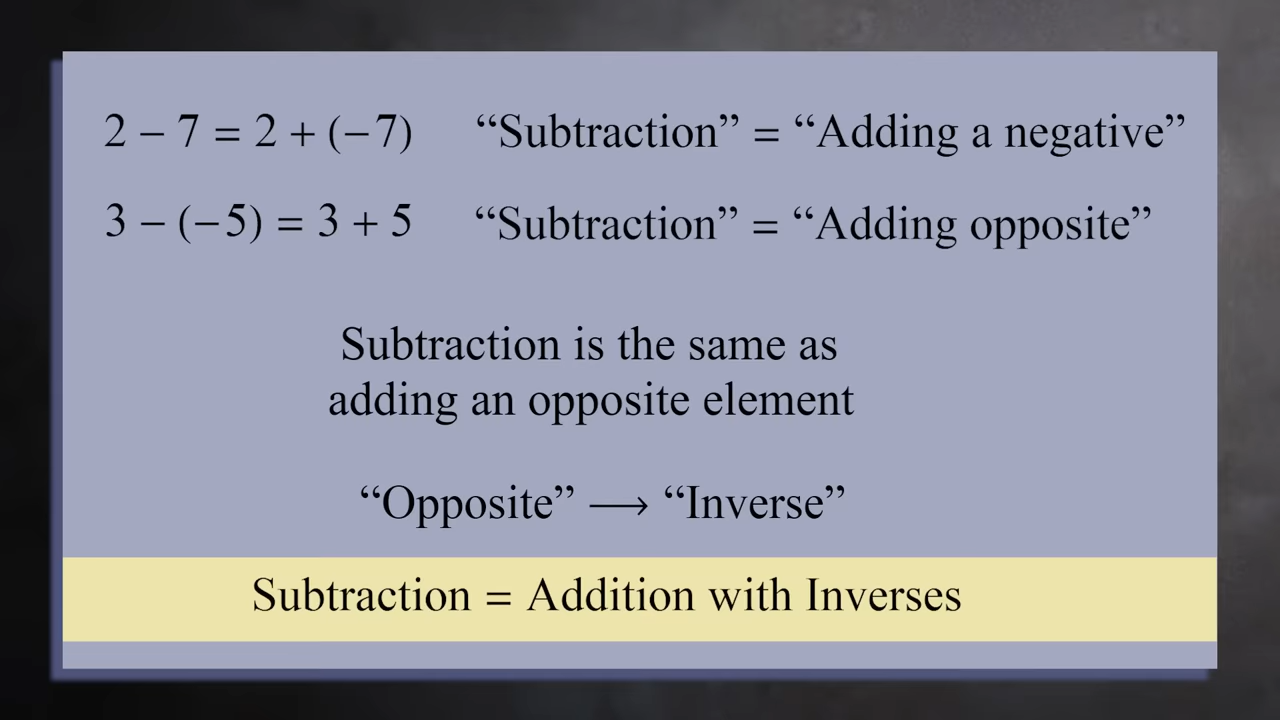 2 − 7 = 2 + (−7) “Subtraction” = “Adding a negative”
3 − (−5) = 3 + 5 “Subtraction” = “Adding opposite”
Subtraction is the same as
adding an opposite element
“Opposite” ⟶ “Inverse”
Subtraction = Addition with Inverses